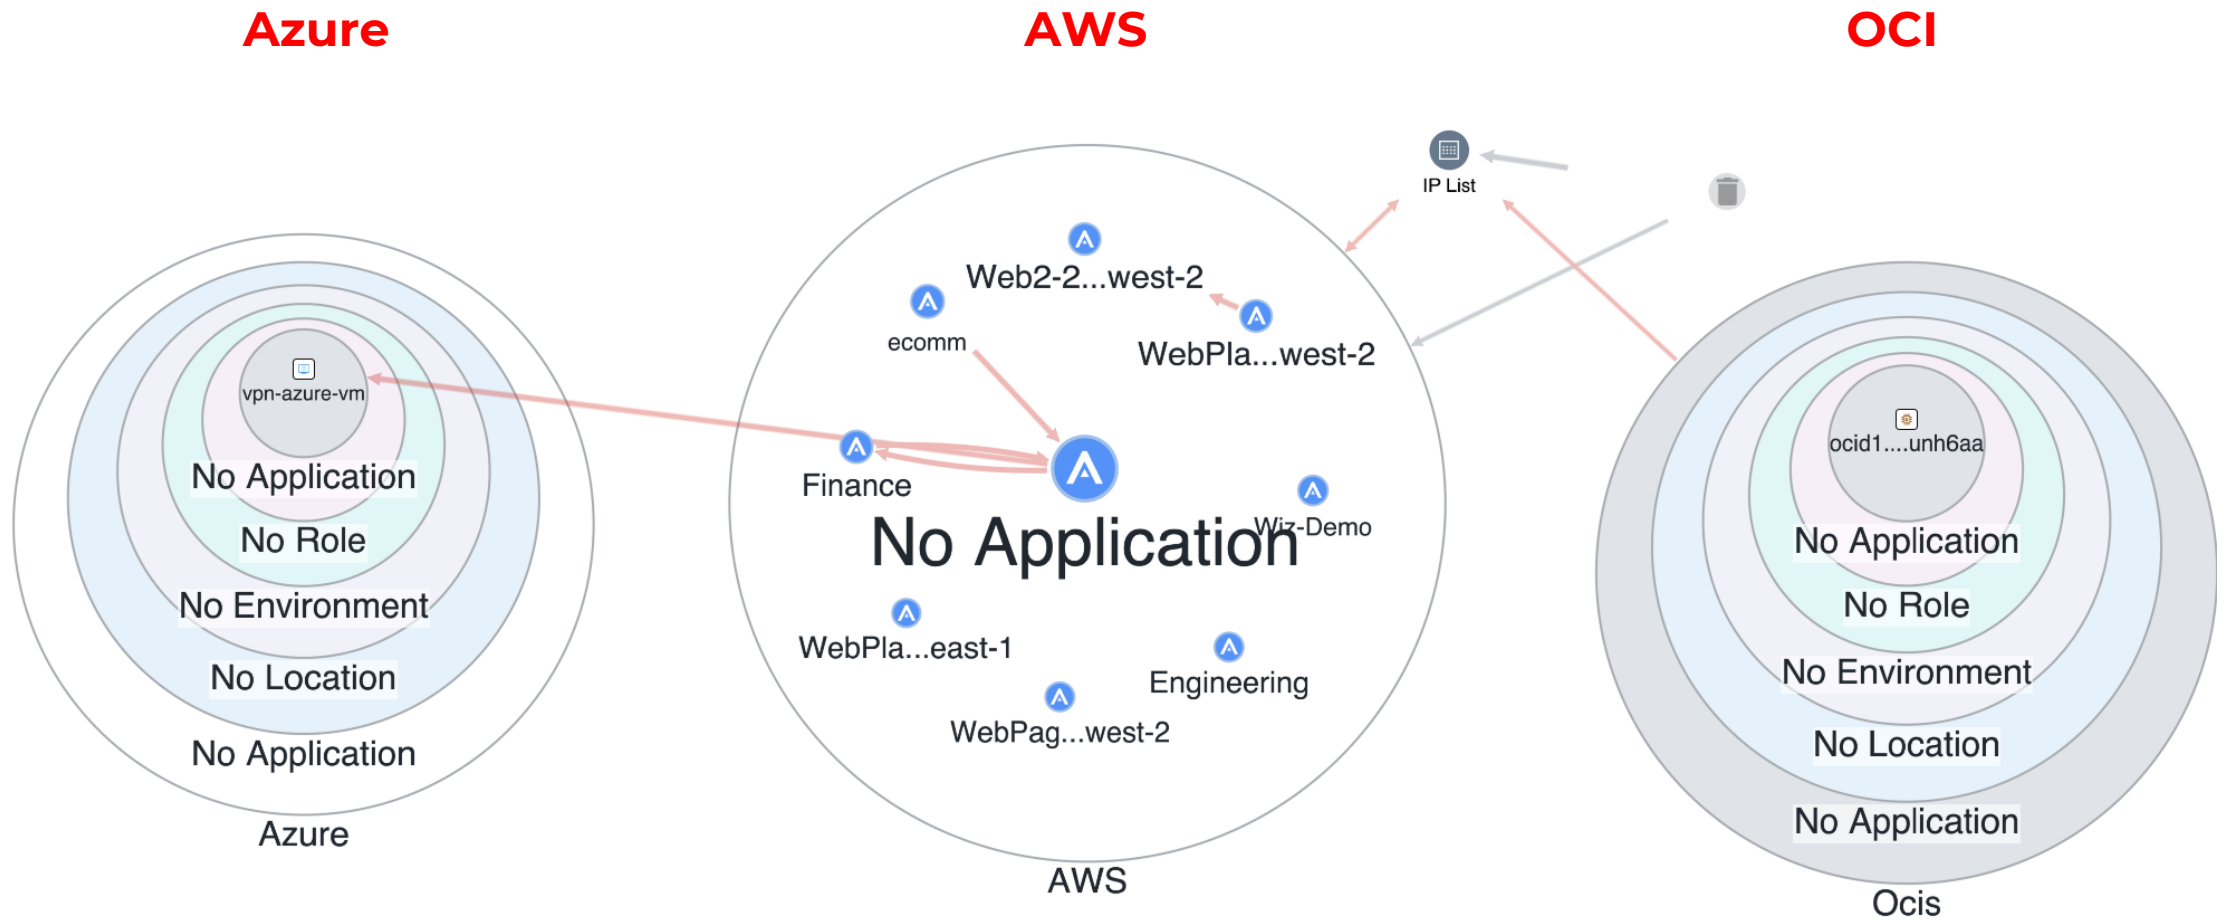 Azure
AWS
OCI
IP List
Web2-2...west-2
ecomm
WebPla...west-2
vpn-azure-vm
No Application
No Role
No Environment
No Location
No Application
Azure
Finance
No Application
Wiz-Demo
WebPla...east-1
Engineering
WebPag...west-2
AWS
ocid1....unh6aa
No Application
No Role
No Environment
No Location
No Application
Ocis